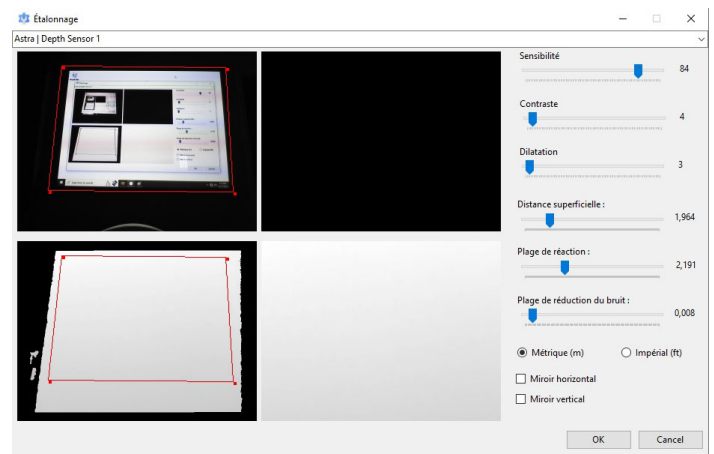 Étalonnage
Astra | Depth Sensor 1
Sensibilité
84
Contraste
4
Dilatation
3
Distance superficielle :
1,964
Plage de réaction :
2,191
Plage de réduction du bruit :
0,008
Métrique (m) Impérial (ft)
Miroir horizontal
Miroir vertical
OK Cancel